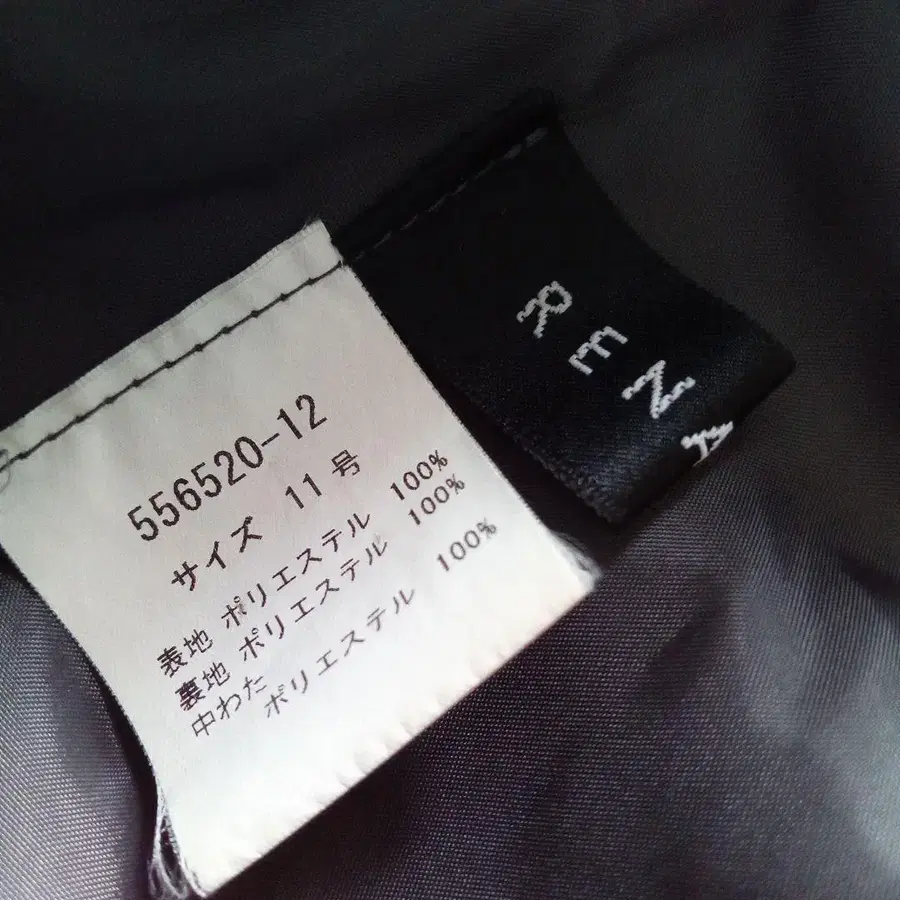 556520-12
サイズ 11号
表地 ポリエステル 100%
裏地 ポリエステル 100%
中わた
ポリエステル 100%
RENA